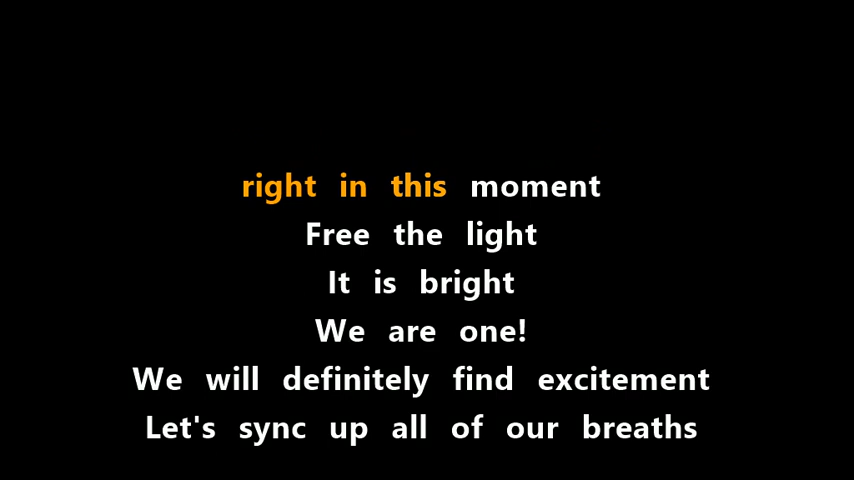 right in this moment
Free the light
It is bright
We are one!
We will definitely find excitement
Let's sync up all of our breaths